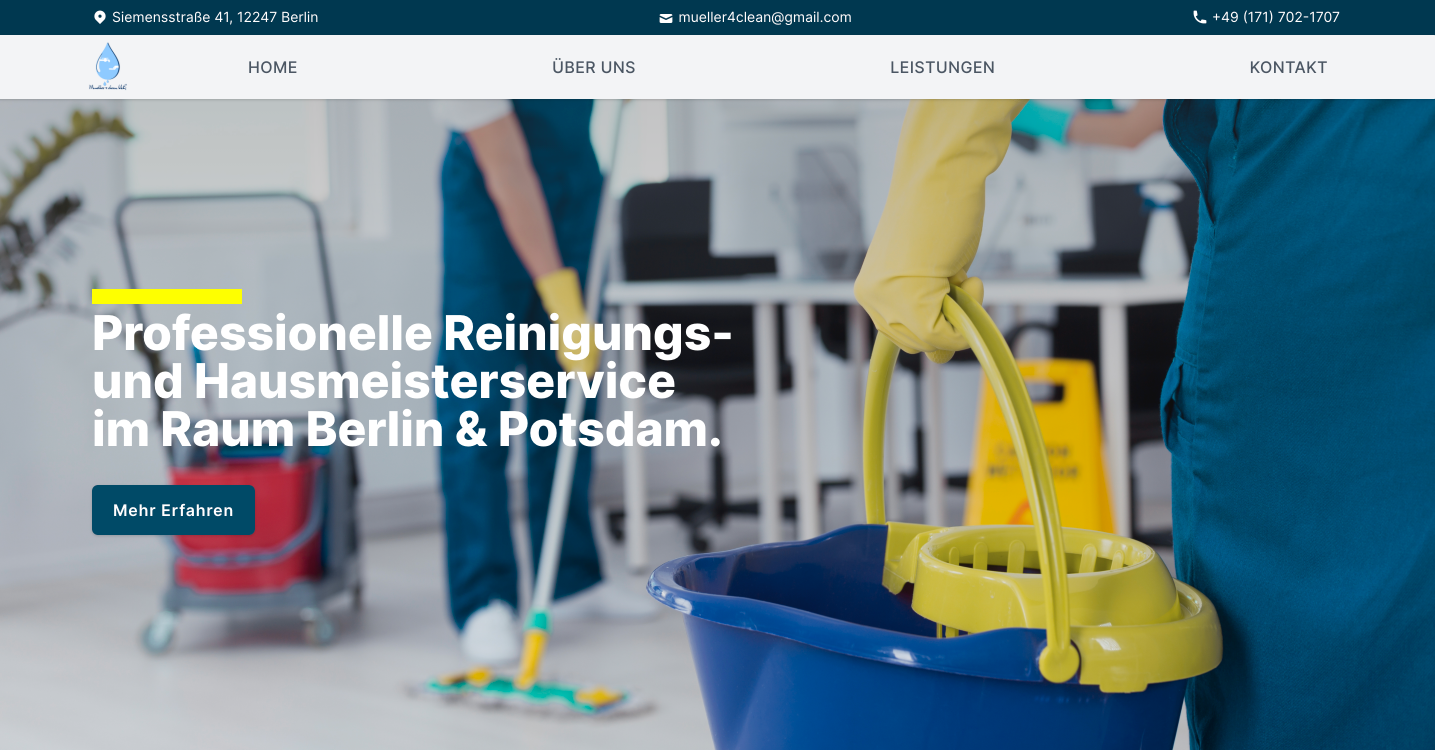 Siemensstraße 41, 12247 Berlin
mueller4clean@gmail.com
+49 (171) 702-1707
HOME
ÜBER UNS
LEISTUNGEN
KONTAKT
Professionelle Reinigungs-
und Hausmeisterservice
im Raum Berlin & Potsdam.
Mehr Erfahren